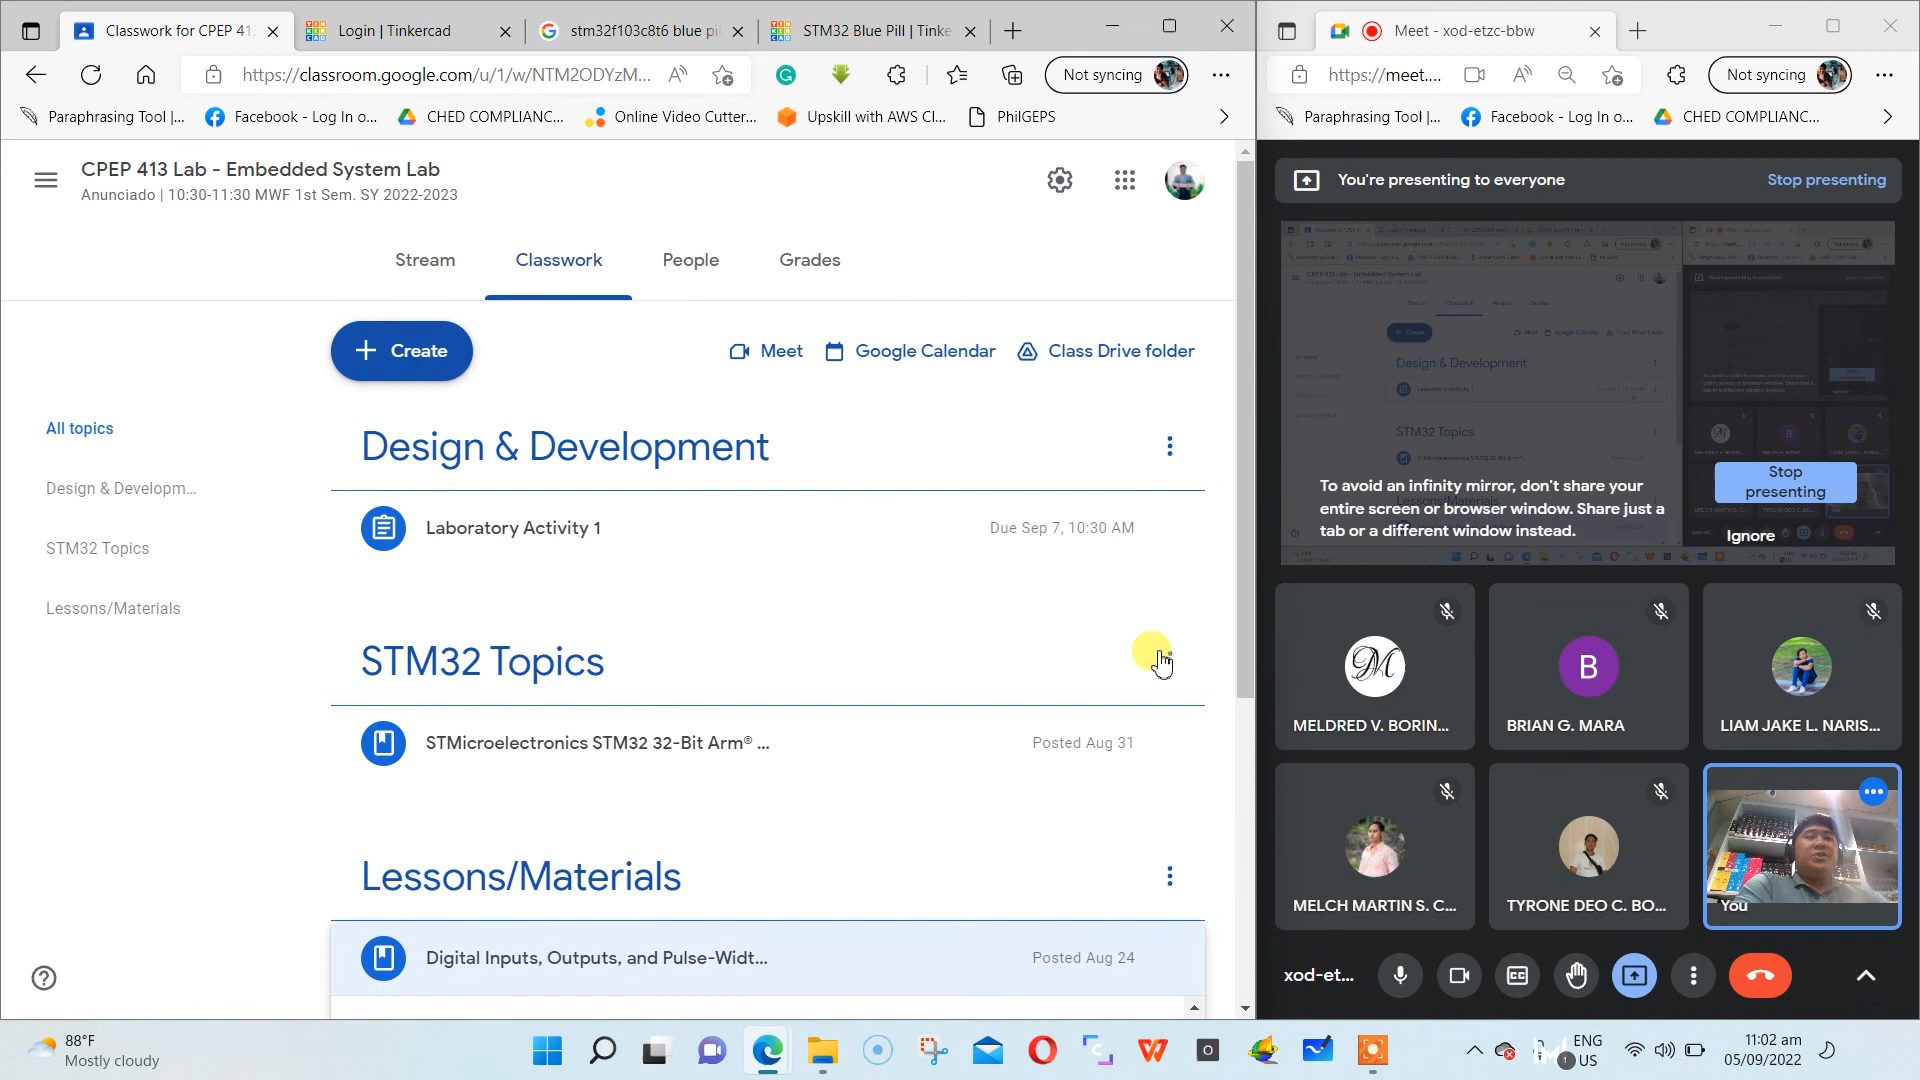 Classwork for CPEP 41
Login | Tinkercad
stm32f103c8t6 blue pil
STM32 Blue Pill | Tinke
https://classroom.google.com/u/1/w/NTM2ODYzM...
Not syncing
Paraphrasing Tool |...
Facebook - Log In o...
CHED COMPLIANC...
Online Video Cutter...
Upskill with AWS Cl...
PhilGEPS
CPEP 413 Lab - Embedded System Lab
Anunciado | 10:30-11:30 MWF 1st Sem. SY 2022-2023
Stream
Classwork
People
Grades
Create
Meet
Google Calendar
Class Drive folder
All topics
Design & Developm...
STM32 Topics
Lessons/Materials
Design & Development
Laboratory Activity 1
Due Sep 7, 10:30 AM
STM32 Topics
STMicroelectronics STM32 32-Bit Arm® ...
Posted Aug 31
Lessons/Materials
Digital Inputs, Outputs, and Pulse-Widt...
Posted Aug 24
Meet - xod-etzc-bbw
https://meet....
Not syncing
Paraphrasing Tool |...
Facebook - Log In o...
CHED COMPLIANC...
You're presenting to everyone
Stop presenting
To avoid an infinity mirror, don't share your
entire screen or browser window. Share just a
tab or a different window instead.
Stop
presenting
Ignore
MELDRED V. BORIN...
B
BRIAN G. MARA
LIAM JAKE L. NARIS...
MELCH MARTIN S. C...
TYRONE DEO C. BO...
You
xod-et...
88°F
Mostly cloudy
ENG
US
11:02 am
05/09/2022